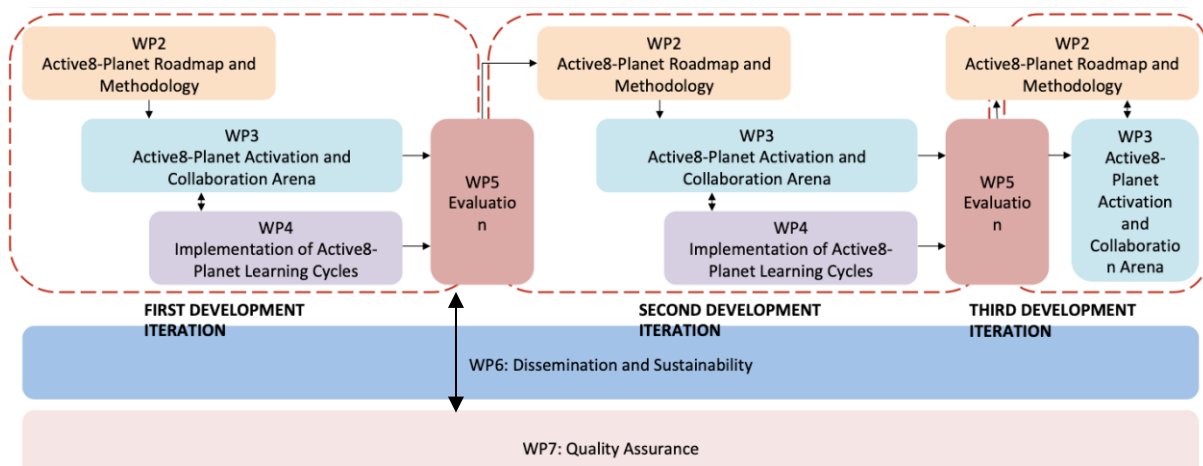 WP2
Active8-Planet Roadmap and
Methodology
WP3
Active8-Planet Activation and
Collaboration Arena
WP4
Implementation of Active8-
Planet Learning Cycles
WP5
Evaluatio
n
FIRST DEVELOPMENT
ITERATION
WP2
Active8-Planet Roadmap and
Methodology
WP3
Active8-Planet Activation and
Collaboration Arena
WP4
Implementation of Active8-
Planet Learning Cycles
WP5
Evaluatio
n
SECOND DEVELOPMENT
ITERATION
WP2
Active8-Planet Roadmap and
Methodology
WP3
Active8-
Planet
Activation
and
Collaboratio
n Arena
THIRD DEVELOPMENT
ITERATION
WP6: Dissemination and Sustainability
WP7: Quality Assurance